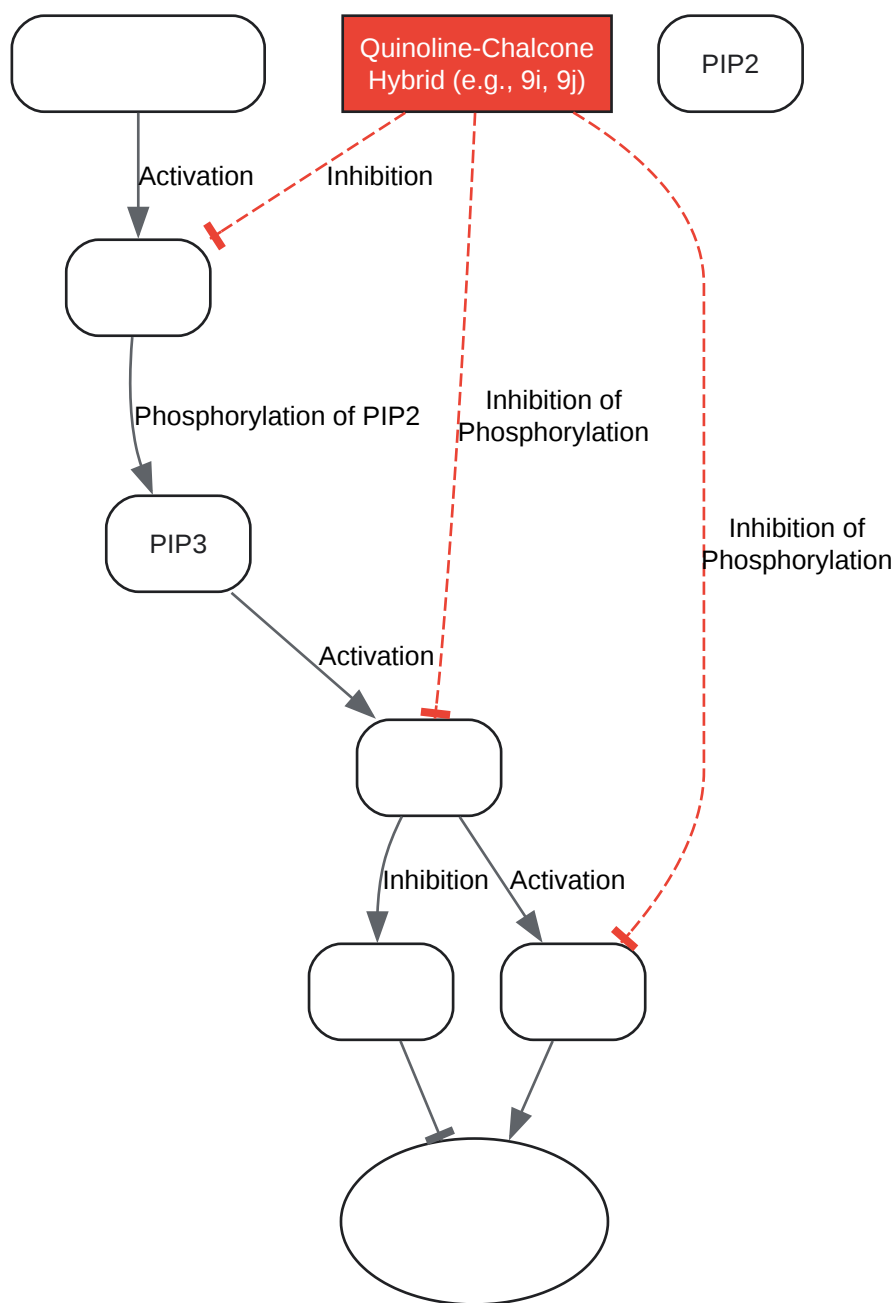 Quinoline-Chalcone
Hybrid (e.g., 9i, 9j)
PIP2
Activation
Inhibition
Phosphorylation of PIP2
Inhibition of
Phosphorylation
PIP3
Inhibition of
Phosphorylation
Activation
Inhibition
Activation